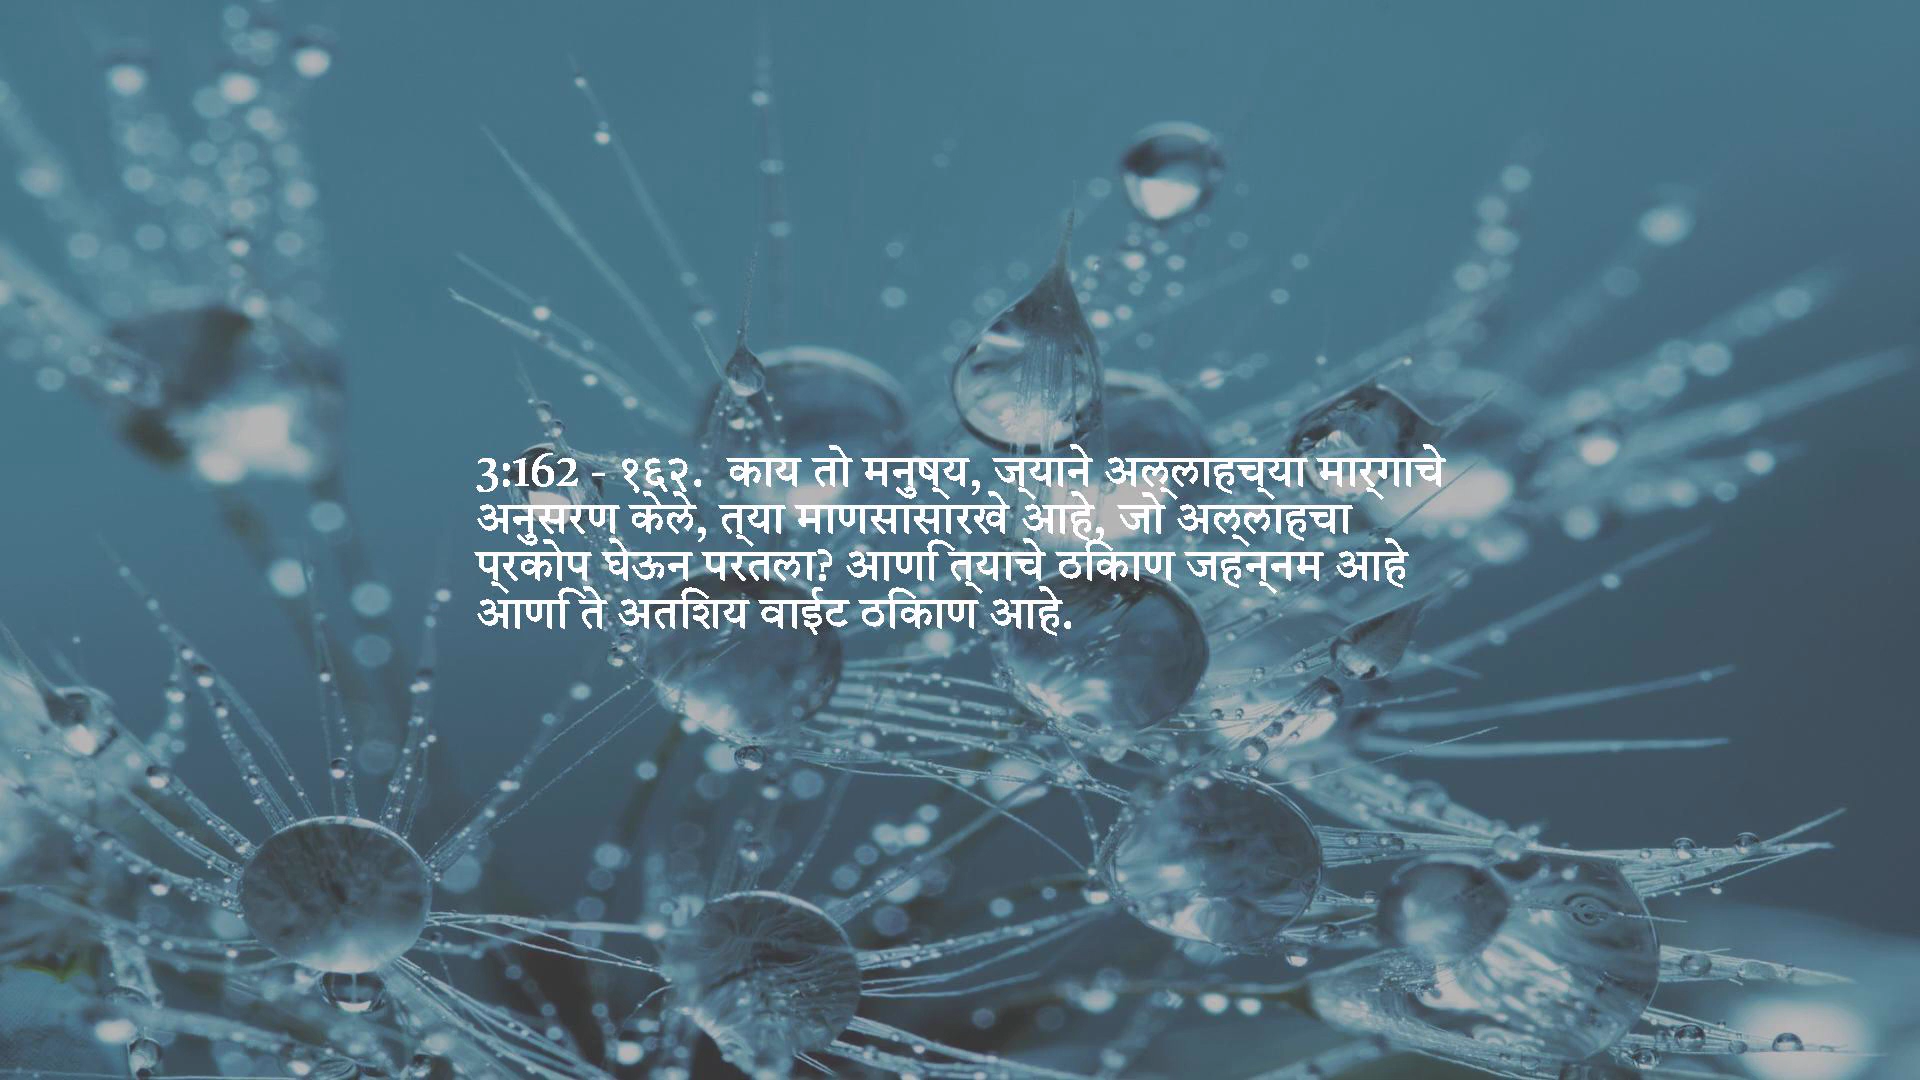 3:162 - १६२.  काय तो मनुष्य, ज्याने अल्लाहच्या मार्गाचे
अनुसरण केले, त्या माणसासारखे आहे, जो अल्लाहचा
प्रकोप घेऊन परतला? आणि त्याचे ठिकाण जहन्नम आहे
आणि ते अतिशय वाईट ठिकाण आहे.